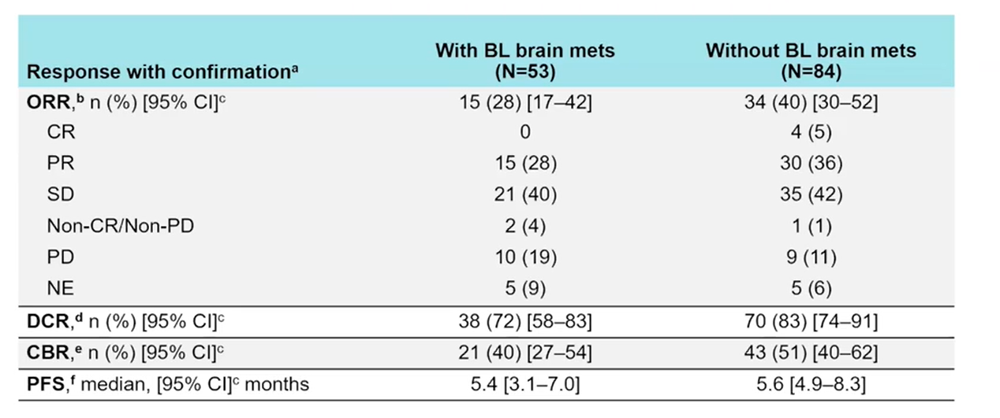 With BL brain mets Without BL brain mets
Response with confirmationᵃ (N=53) (N=84)
ORR,ᵇ n (%) [95% CI]ᶜ 15 (28) [17–42] 34 (40) [30–52]
CR 0 4 (5)
PR 15 (28) 30 (36)
SD 21 (40) 35 (42)
Non-CR/Non-PD 2 (4) 1 (1)
PD 10 (19) 9 (11)
NE 5 (9) 5 (6)
DCR,ᵈ n (%) [95% CI]ᶜ 38 (72) [58–83] 70 (83) [74–91]
CBR,ᵉ n (%) [95% CI]ᶜ 21 (40) [27–54] 43 (51) [40–62]
PFS,ᶠ median, [95% CI]ᶜ months 5.4 [3.1–7.0] 5.6 [4.9–8.3]